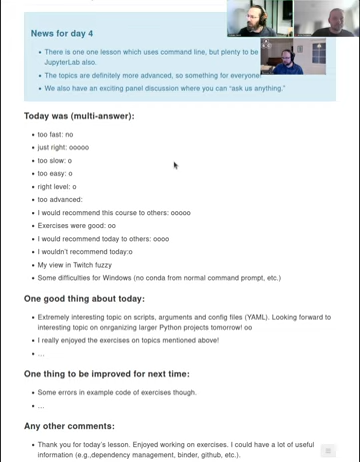 News for day 4
There is one one lesson which uses command line, but plenty to be
JupyterLab also.
The topics are definitely more advanced, so something for everyone.
We also have an exciting panel discussion where you can "ask us anything."
Today was (multi-answer):
too fast: no
just right: ooooo
too slow: o
too easy: o
right level: o
too advanced:
I would recommend this course to others: ooooo
Exercises were good: oo
I would recommend today to others: oooo
I wouldn't recommend today:o
My view in Twitch fuzzy
Some difficulties for Windows (no conda from normal command prompt, etc.)
One good thing about today:
Extremely interesting topic on scripts, arguments and config files (YAML). Looking forward to
interesting topic on onrganizing larger Python projects tomorrow! oo
I really enjoyed the exercises on topics mentioned above!
...
One thing to be improved for next time:
Some errors in example code of exercises though.
...
Any other comments:
Thank you for today's lesson. Enjoyed working on exercises. I could have a lot of useful
information (e.g.,dependency management, binder, github, etc.).